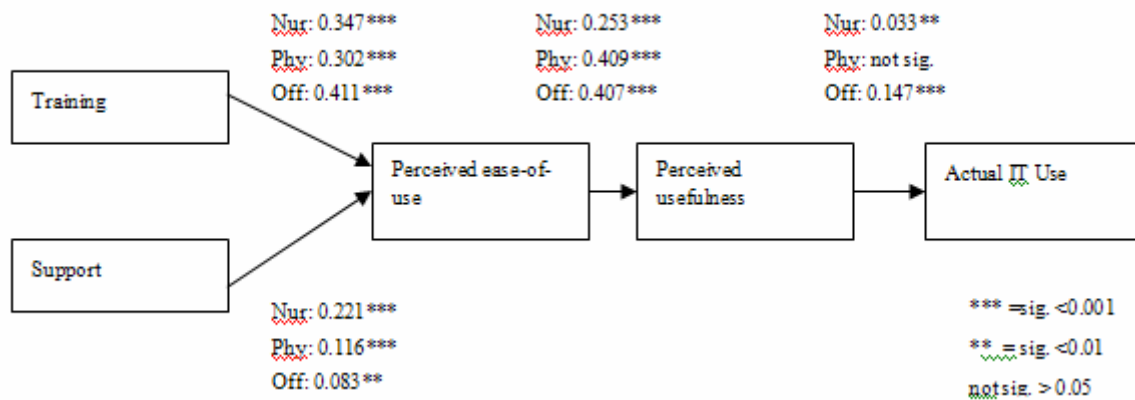 Nur: 0.347***
Phy: 0.302***
Off: 0.411***
Nur: 0.253***
Phy: 0.409***
Off: 0.407***
Nur: 0.033**
Phy: not sig.
Off: 0.147***
Training
Perceived ease-of-
use
Perceived
usefulness
Actual IT Use
Support
Nur: 0.221***
Phy: 0.116***
Off: 0.083**
*** =sig. <0.001
** = sig. <0.01
not sig. > 0.05